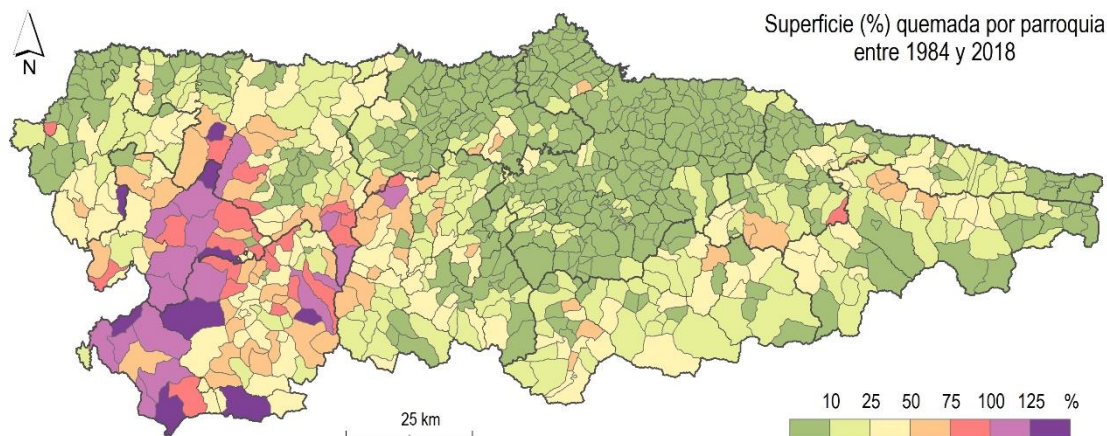 Superficie (%) quemada por parroquia
entre 1984 y 2018
N
25 km
10 25 50 75 100 125 %